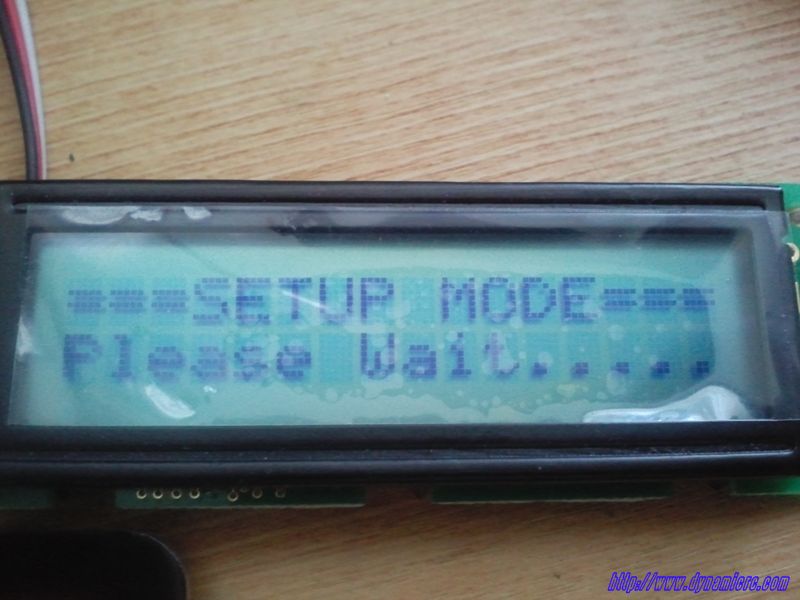 ===SETUP MODE===
Please Wait.....
http://www.dynamicrc.com